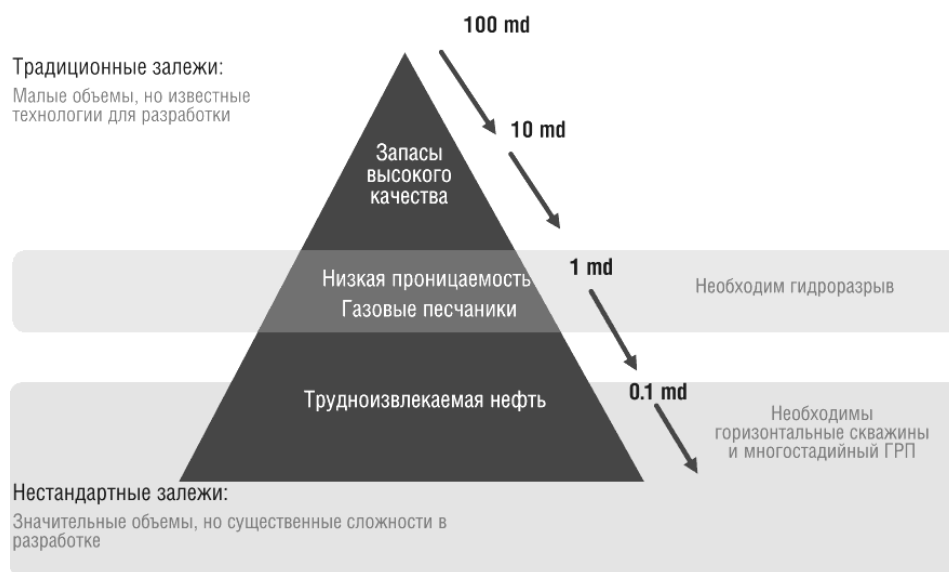 100 md
Традиционные залежи:
Малые объемы, но известные
технологии для разработки
10 md
Запасы
высокого
качества
1 md
Низкая проницаемость
Газовые песчаники
Необходим гидроразрыв
0.1 md
Трудноизвлекаемая нефть
Необходимы
горизонтальные скважины
и многостадийный ГРП
Нестандартные залежи:
Значительные объемы, но существенные сложности в
разработке